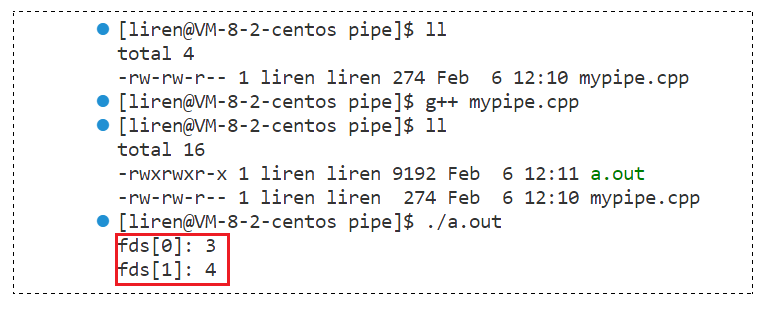 [liren@VM-8-2-centos pipe]$ ll
total 4
-rw-rw-r-- 1 liren liren 274 Feb  6 12:10 mypipe.cpp
[liren@VM-8-2-centos pipe]$ g++ mypipe.cpp
[liren@VM-8-2-centos pipe]$ ll
total 16
-rwxrwxr-x 1 liren liren 9192 Feb  6 12:11 a.out
-rw-rw-r-- 1 liren liren  274 Feb  6 12:10 mypipe.cpp
[liren@VM-8-2-centos pipe]$ ./a.out
fds[0]: 3
fds[1]: 4